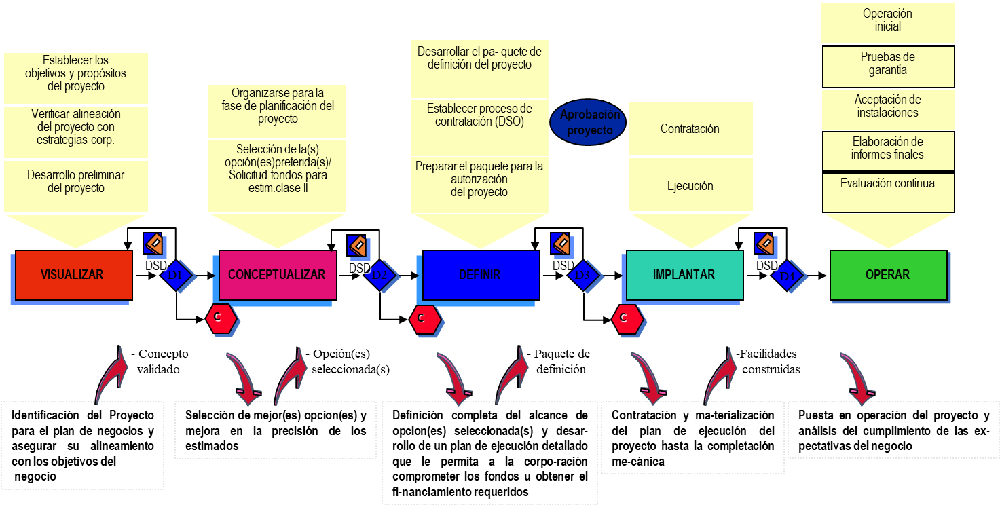 Establecer los
objetivos y propósitos
del proyecto
Verificar alineación
del proyecto con
estrategias corp.
Desarrollo preliminar
del proyecto
Organizarse para la
fase de planificación del
proyecto
Selección de la(s)
opción(es)preferida(s)/
Solicitud fondos para
estim.clase II
Desarrollar el pa- quete de
definición del proyecto
Establecer proceso de
contratación (DSO)
Preparar el paquete para la
autorización
del proyecto
Aprobación
proyecto
Contratación
Ejecución
Operación
inicial
Pruebas de
garantía
Aceptación de
instalaciones
Elaboración de
informes finales
Evaluación continua
VISUALIZAR
DSD
D1
C
CONCEPTUALIZAR
DSD
D2
C
DEFINIR
DSD
D3
C
IMPLANTAR
DSD
D4
OPERAR
- Concepto
validado
- Opción(es)
seleccionada(s)
- Paquete de
definición
-Facilidades
construidas
Identificación del Proyecto
para el plan de negocios y
asegurar su alineamiento
con los objetivos del
negocio
Selección de mejor(es) opcion(es) y
mejora en la precisión de los
estimados
Definición completa del alcance de
opcion(es) seleccionada(s) y desar-
rollo de un plan de ejecución detallado
que le permita a la corpo-ración
comprometer los fondos u obtener el
fi-nanciamiento requeridos
Contratación y ma-terialización
del plan de ejecución del
proyecto hasta la completación
me-cánica
Puesta en operación del proyecto y
análisis del cumplimiento de las ex-
pectativas del negocio